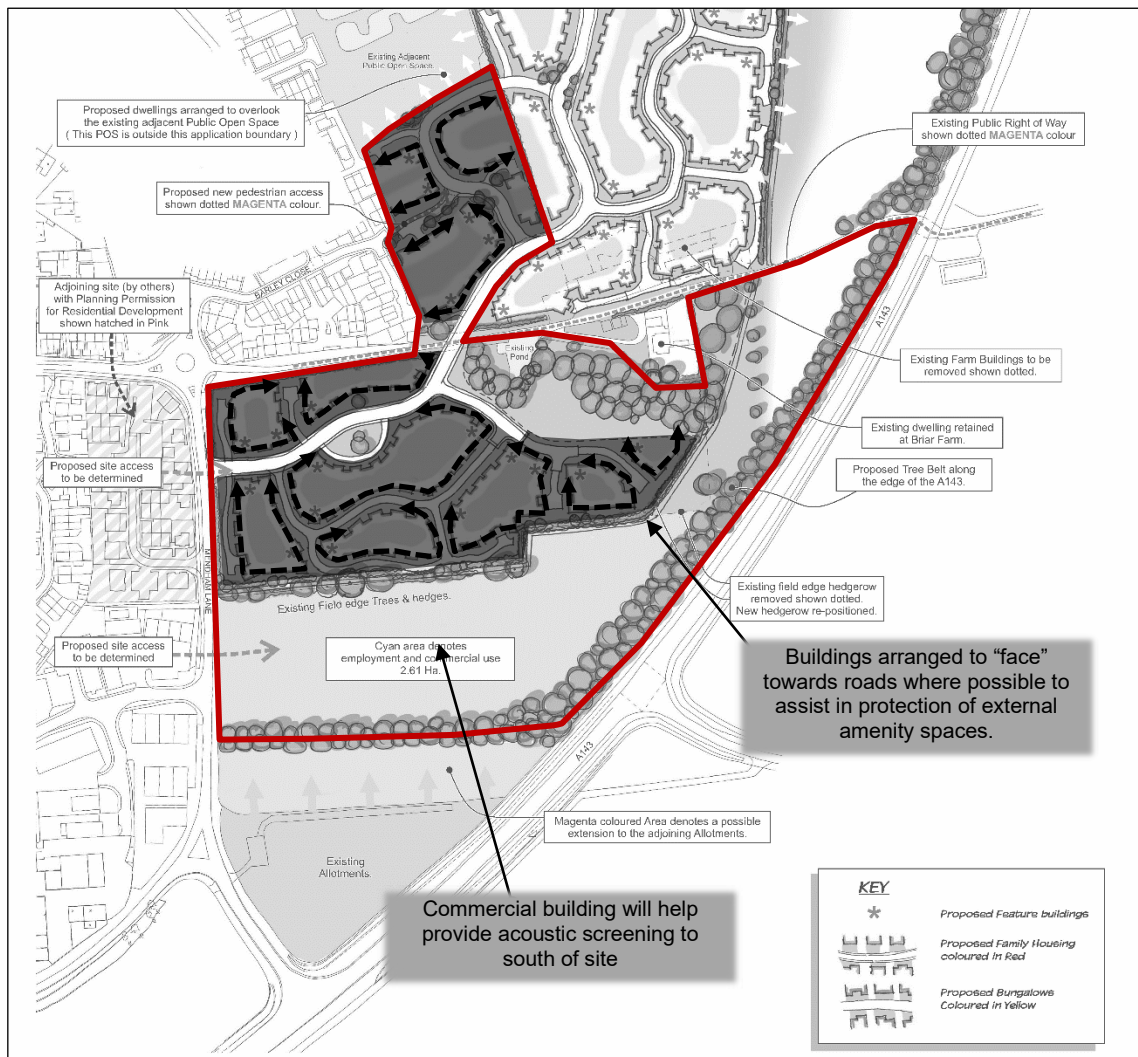 Existing Adjacent
Public Open Space.
Proposed dwellings arranged to overlook
the existing adjacent Public Open Space
( This POS is outside this application boundary )
Existing Public Right of Way
shown dotted MAGENTA colour
Proposed new pedestrian access
shown dotted MAGENTA colour.
Adjoining site (by others)
with Planning Permission
for Residential Development
shown hatched in Pink
BARLEY CLOSE
A143
Existing
Pond
Existing Farm Buildings to be
removed shown dotted.
Existing dwelling retained
at Briar Farm.
Proposed site access
to be determined
Proposed Tree Belt along
the edge of the A143.
MENDHAM LANE
Existing field edge hedgerow
removed shown dotted.
New hedgerow re-positioned.
Existing Field edge Trees & hedges.
Proposed site access
to be determined
Cyan area denotes
employment and commercial use
2.61 Ha.
Buildings arranged to “face”
towards roads where possible to
assist in protection of external
amenity spaces.
A143
Magenta coloured Area denotes a possible
extension to the adjoining Allotments.
Existing
Allotments.
Commercial building will help
provide acoustic screening to
south of site
KEY
Proposed Feature buildings
Proposed Family Housing
coloured in Red
Proposed Bungalows
Coloured in Yellow